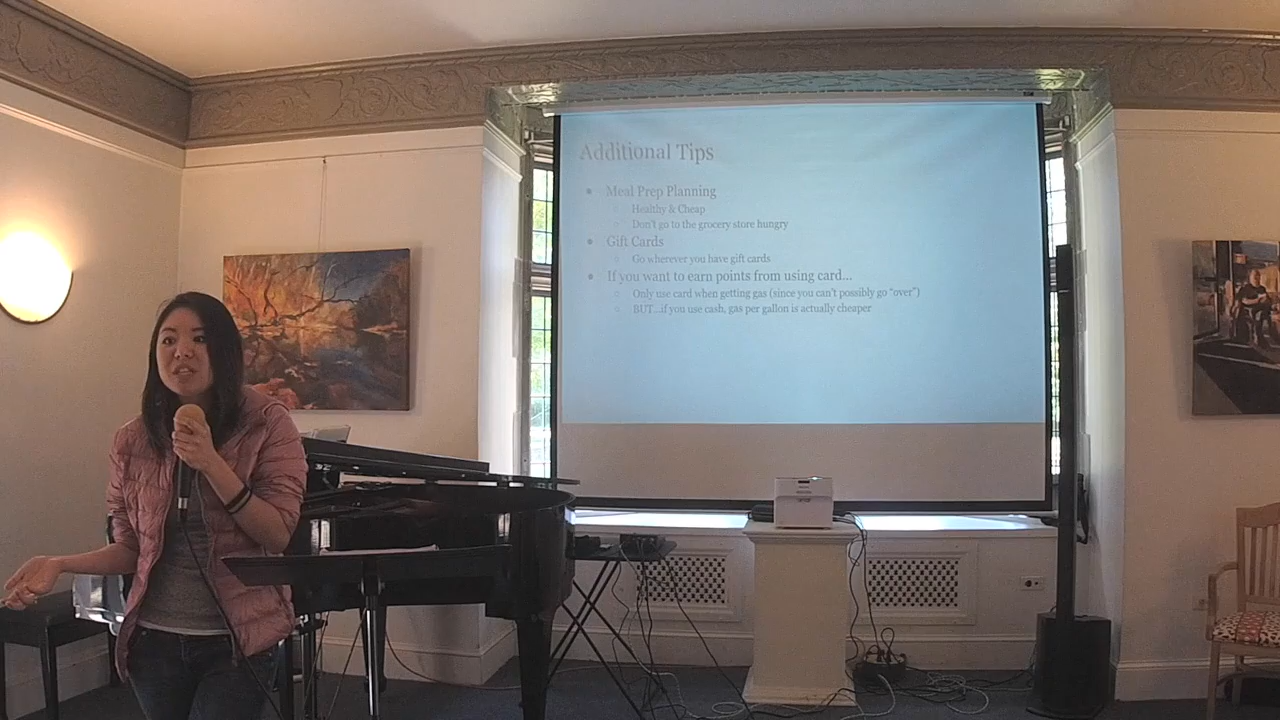 Additional Tips
● Meal Prep Planning
○ Healthy & Cheap
○ Don't go to the grocery store hungry
● Gift Cards
○ Go wherever you have gift cards
● If you want to earn points from using card...
○ Only use card when getting gas (since you can't possibly go “over”)
○ BUT...if you use cash, gas per gallon is actually cheaper